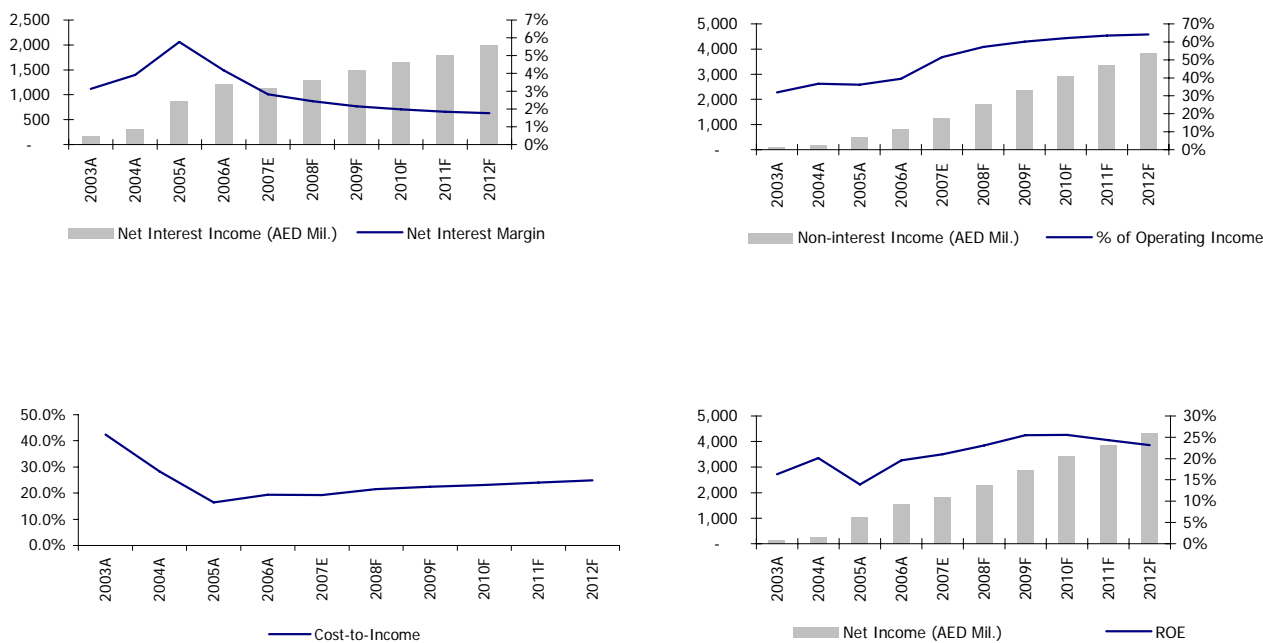 2,500
2,000
1,500
1,000
500
-
7%
6%
5%
4%
3%
2%
1%
0%
2003A
2004A
2005A
2006A
2007E
2008F
2009F
2010F
2011F
2012F
Net Interest Income (AED Mil.) Net Interest Margin
5,000
4,000
3,000
2,000
1,000
-
70%
60%
50%
40%
30%
20%
10%
0%
2003A
2004A
2005A
2006A
2007E
2008F
2009F
2010F
2011F
2012F
Non-interest Income (AED Mil.) % of Operating Income
50.0%
40.0%
30.0%
20.0%
10.0%
0.0%
2003A
2004A
2005A
2006A
2007E
2008F
2009F
2010F
2011F
2012F
Cost-to-Income
5,000
4,000
3,000
2,000
1,000
-
30%
25%
20%
15%
10%
5%
0%
2003A
2004A
2005A
2006A
2007E
2008F
2009F
2010F
2011F
2012F
Net Income (AED Mil.) ROE